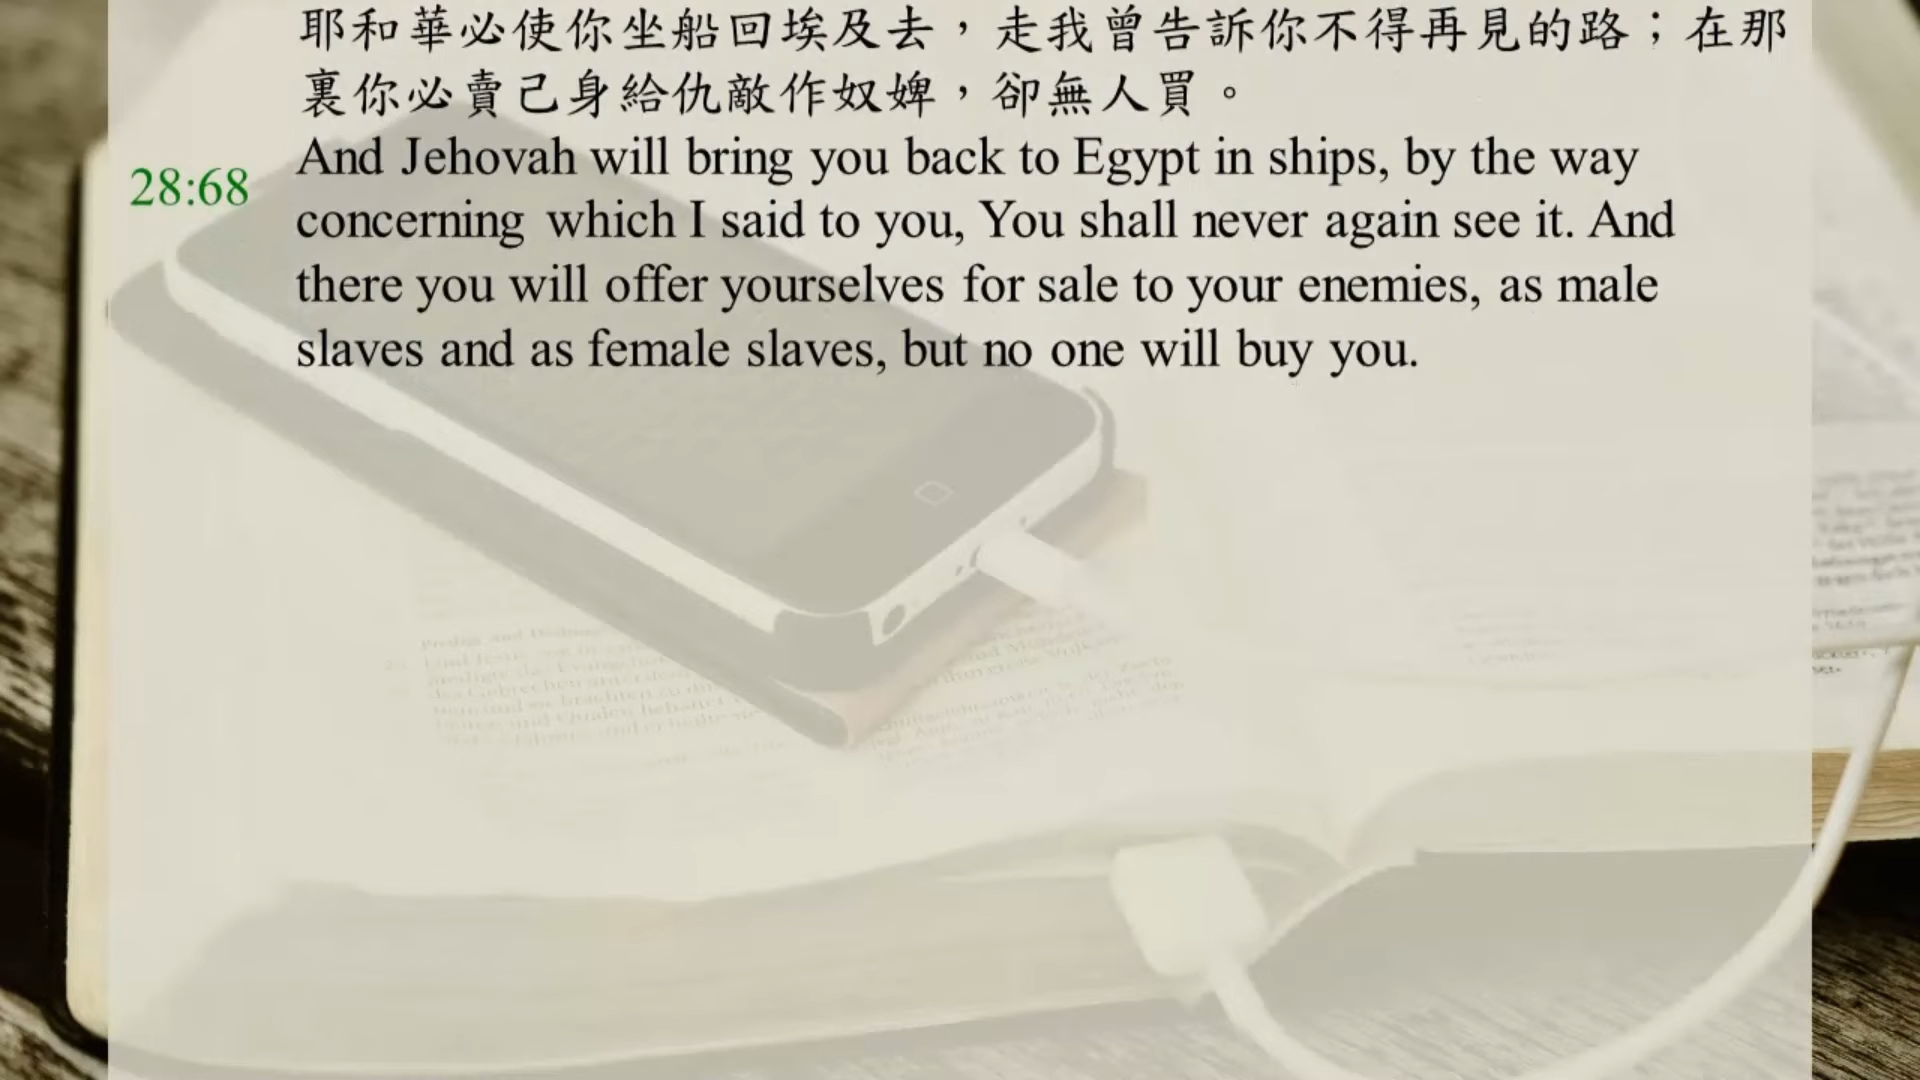 耶和華必使你坐船回埃及去，走我曾告訴你不得再見的路；在那
裏你必賣己身給仇敵作奴婢，卻無人買。
28:68
And Jehovah will bring you back to Egypt in ships, by the way
concerning which I said to you, You shall never again see it. And
there you will offer yourselves for sale to your enemies, as male
slaves and as female slaves, but no one will buy you.